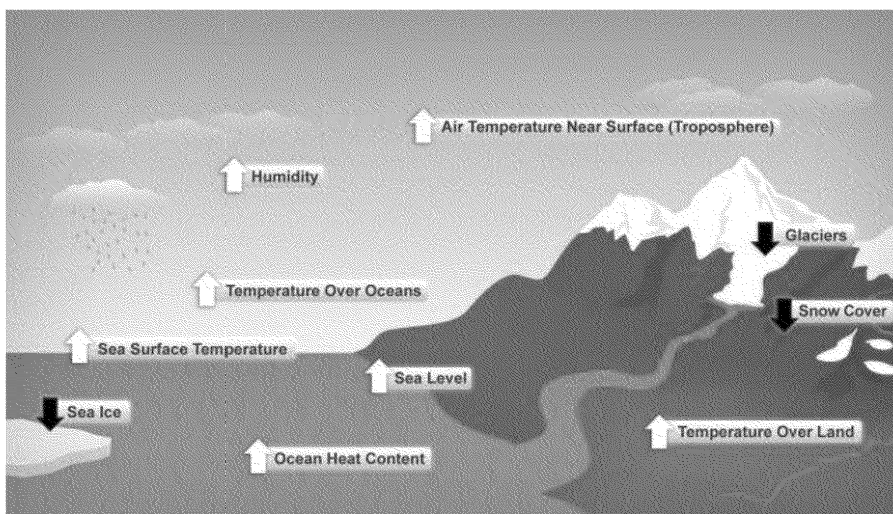 Air Temperature Near Surface (Troposphere)
Humidity
Glaciers
Temperature Over Oceans
Snow Cover
Sea Surface Temperature
Sea Level
Sea Ice
Temperature Over Land
Ocean Heat Content